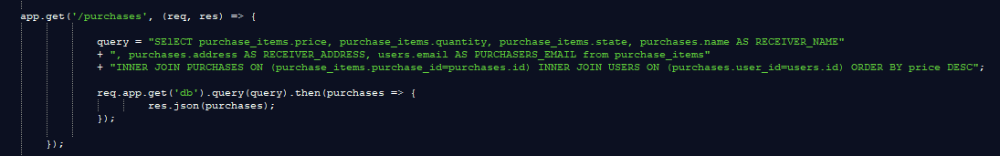 app.get('/purchases', (req, res) => {
query = "SElECT purchase_items.price, purchase_items.quantity, purchase_items.state, purchases.name AS RECEIVER_NAME"
+ ", purchases.address AS RECEIVER_ADDRESS, users.email AS PURCHASERS_EMAIL from purchase_items"
+ "INNER JOIN PURCHASES ON (purchase_items.purchase_id=purchases.id) INNER JOIN USERS ON (purchases.user_id=users.id) ORDER BY price DESC";
req.app.get('db').query(query).then(purchases => {
res.json(purchases);
});
});